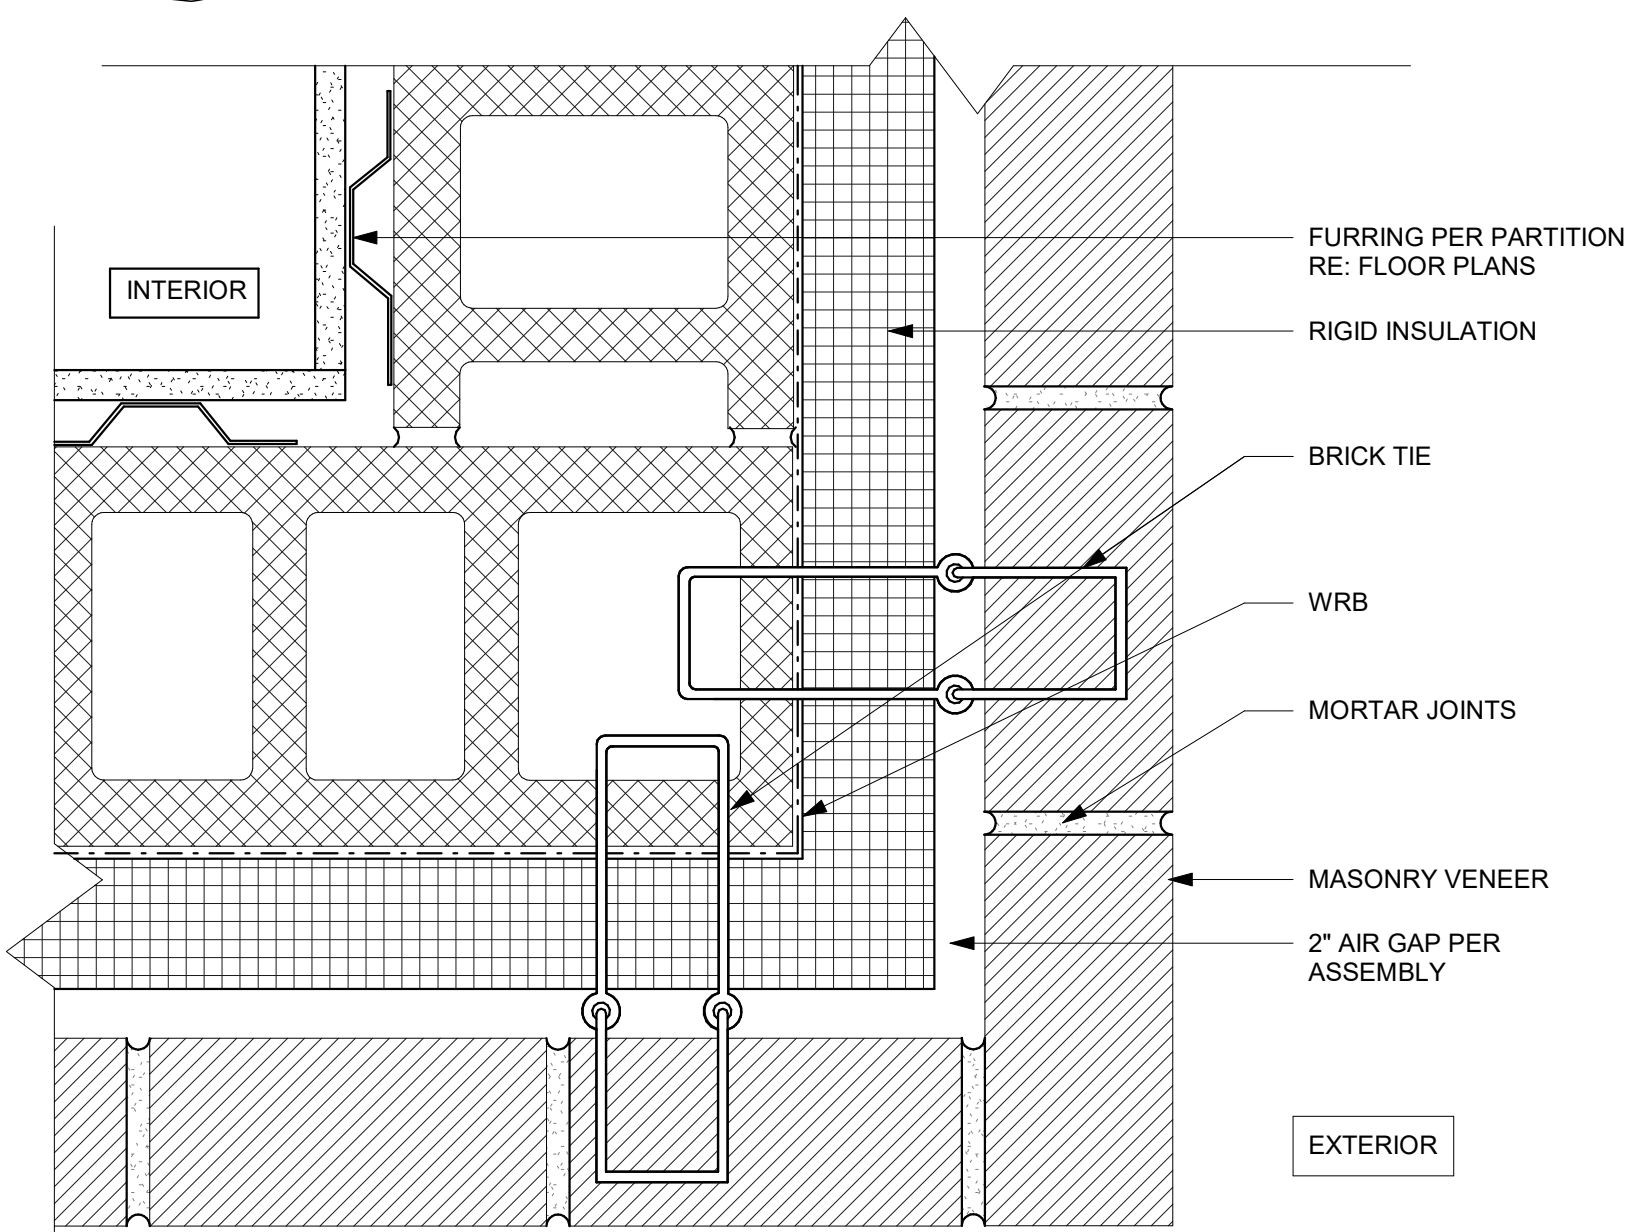 INTERIOR
FURRING PER PARTITION
RE: FLOOR PLANS
RIGID INSULATION
BRICK TIE
WRB
MORTAR JOINTS
MASONRY VENEER
2" AIR GAP PER
ASSEMBLY
EXTERIOR